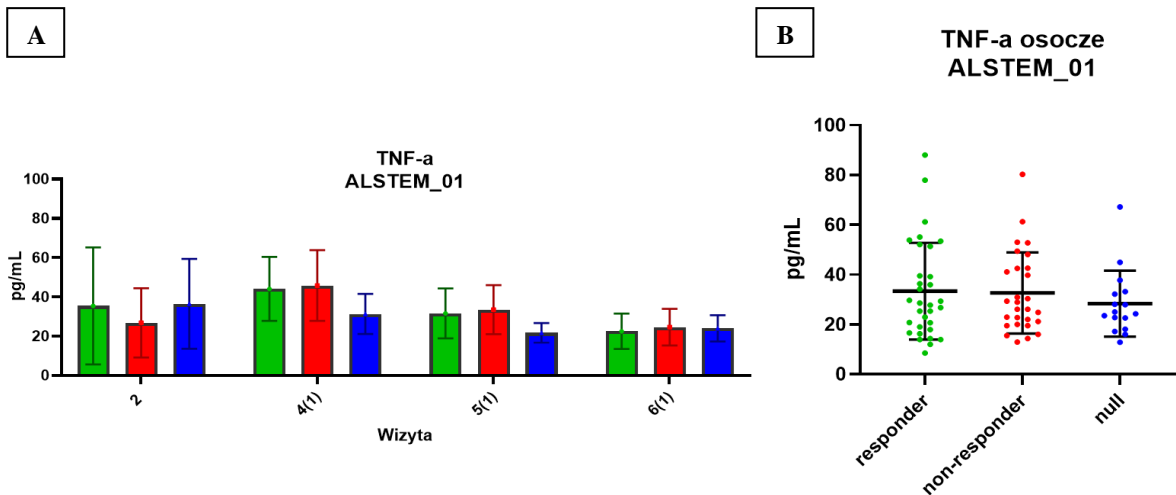 A
TNF-a
ALSTEM_01
pg/mL
100
80
60
40
20
0
2
4(1)
5(1)
6(1)
Wizyta
B
TNF-a osocze
ALSTEM_01
pg/mL
100
80
60
40
20
0
responder
non-responder
null